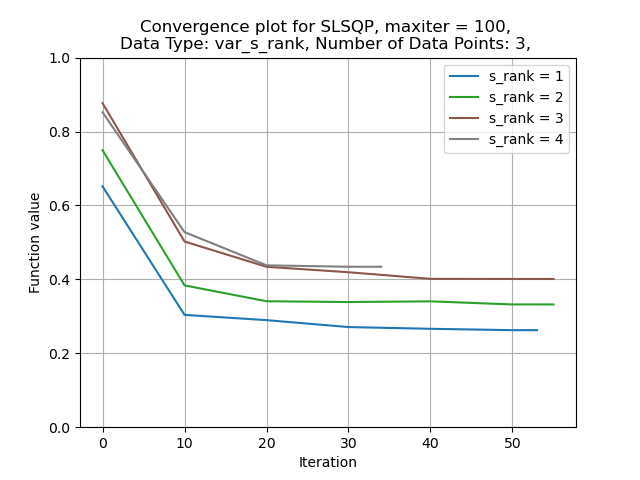 Convergence plot for SLSQP, maxiter = 100,
Data Type: var_s_rank, Number of Data Points: 3,
1.0
0.8
0.6
0.4
0.2
0.0
Function value
s_rank = 1
s_rank = 2
s_rank = 3
s_rank = 4
0 10 20 30 40 50
Iteration